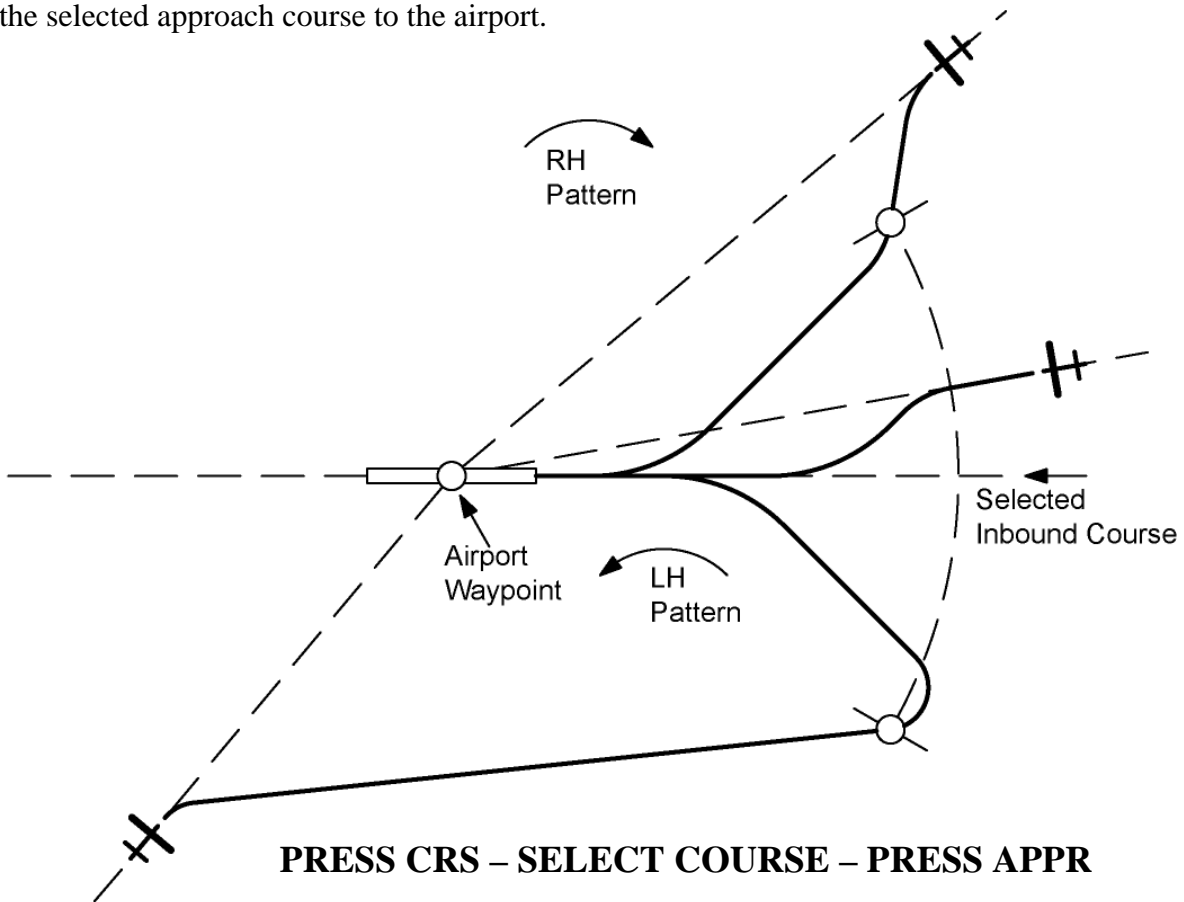 the selected approach course to the airport.
RH
Pattern
Selected
Inbound Course
Airport
Waypoint
LH
Pattern
PRESS CRS – SELECT COURSE – PRESS APPR